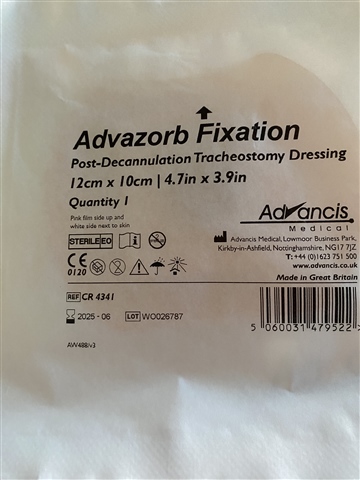 Advazorb Fixation
Post-Decannulation Tracheostomy Dressing
12cm x 10cm | 4.7in x 3.9in
Quantity 1
Pink film side up and
white side next to skin
Advancis
Medical
STERILE EO
Advancis Medical, Lowmoor Business Park,
Kirkby-in-Ashfield, Nottinghamshire, NG17 7JZ
T: +44 (0)1623 751 500
www.advancis.co.uk
CE
0120
Made in Great Britain
REF CR 4341
2025-06 LOT WO026787
5 060031 479522
AW488/v3